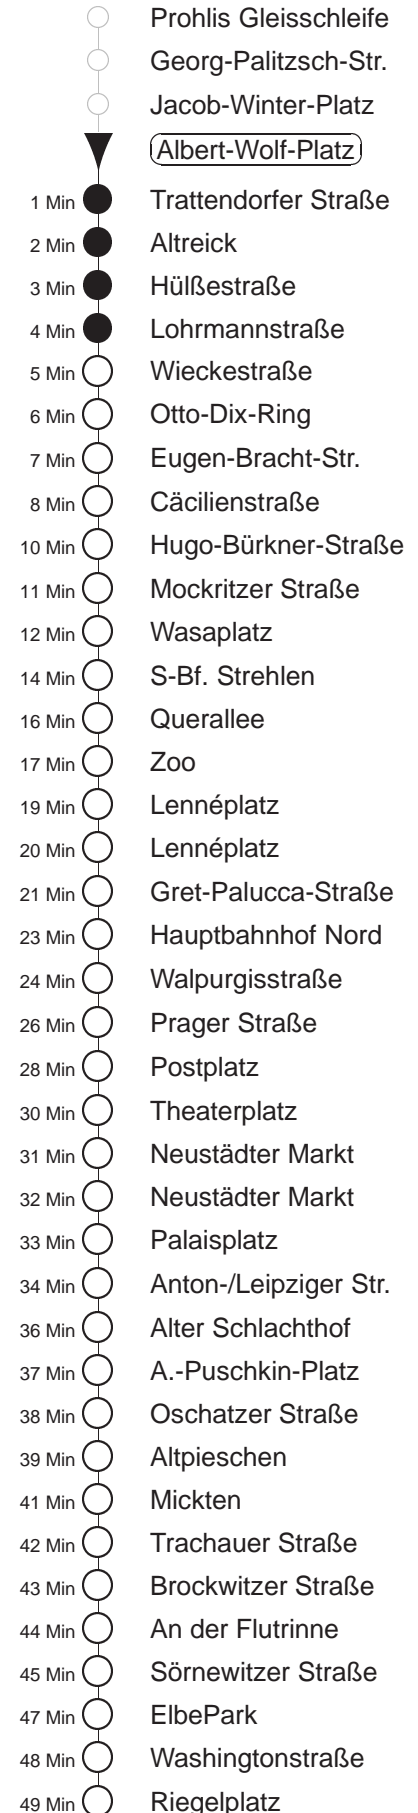 Prohlis Gleisschleife
Georg-Palitzsch-Str.
Jacob-Winter-Platz
Albert-Wolf-Platz
1 Min Trattendorfer Straße
2 Min Altreick
3 Min Hülßestraße
4 Min Lohrmannstraße
5 Min Wieckestraße
6 Min Otto-Dix-Ring
7 Min Eugen-Bracht-Str.
8 Min Cäcilienstraße
10 Min Hugo-Bürkner-Straße
11 Min Mockritzer Straße
12 Min Wasaplatz
14 Min S-Bf. Strehlen
16 Min Querallee
17 Min Zoo
19 Min Lennéplatz
20 Min Lennéplatz
21 Min Gret-Palucca-Straße
23 Min Hauptbahnhof Nord
24 Min Walpurgisstraße
26 Min Prager Straße
28 Min Postplatz
30 Min Theaterplatz
31 Min Neustädter Markt
32 Min Neustädter Markt
33 Min Palaisplatz
34 Min Anton-/Leipziger Str.
36 Min Alter Schlachthof
37 Min A.-Puschkin-Platz
38 Min Oschatzer Straße
39 Min Altpieschen
41 Min Mickten
42 Min Trachauer Straße
43 Min Brockwitzer Straße
44 Min An der Flutrinne
45 Min Sörnewitzer Straße
47 Min ElbePark
48 Min Washingtonstraße
49 Min Riegelplatz